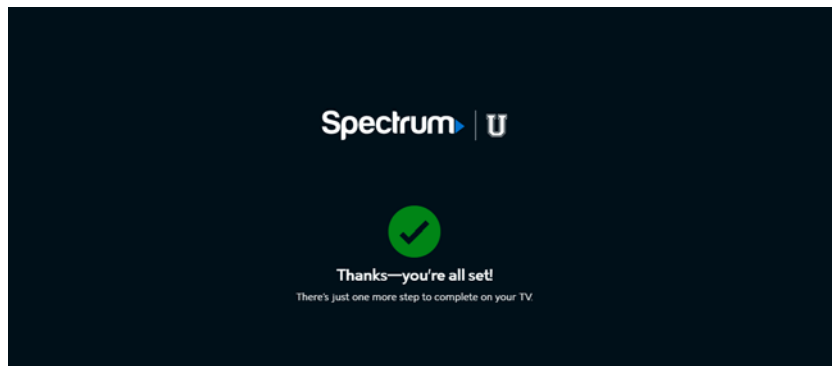 Spectrum U
Thanks—you're all set!
There's just one more step to complete on your TV.